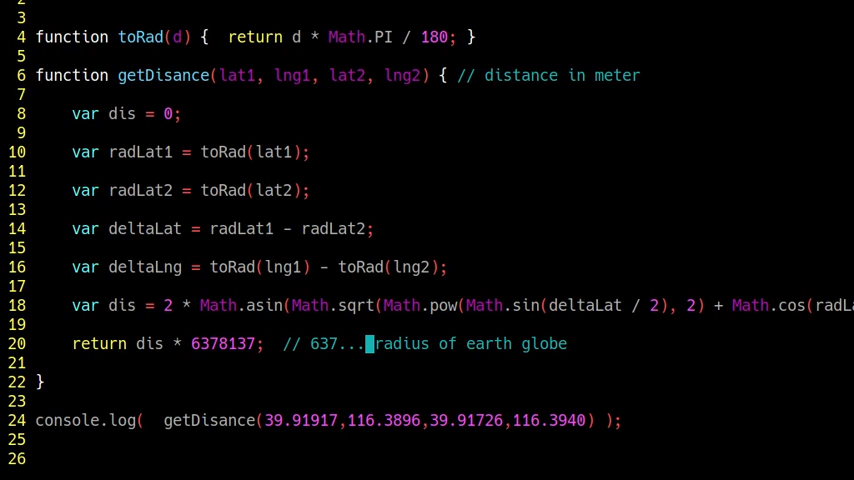 2
3
4 function toRad(d) {  return d * Math.PI / 180; }
5
6 function getDisance(lat1, lng1, lat2, lng2) { // distance in meter
7
8     var dis = 0;
9
10     var radLat1 = toRad(lat1);
11
12     var radLat2 = toRad(lat2);
13
14     var deltaLat = radLat1 - radLat2;
15
16     var deltaLng = toRad(lng1) - toRad(lng2);
17
18     var dis = 2 * Math.asin(Math.sqrt(Math.pow(Math.sin(deltaLat / 2), 2) + Math.cos(radLa
19
20     return dis * 6378137;  // 637... radius of earth globe
21
22 }
23
24 console.log(  getDisance(39.91917,116.3896,39.91726,116.3940) );
25
26